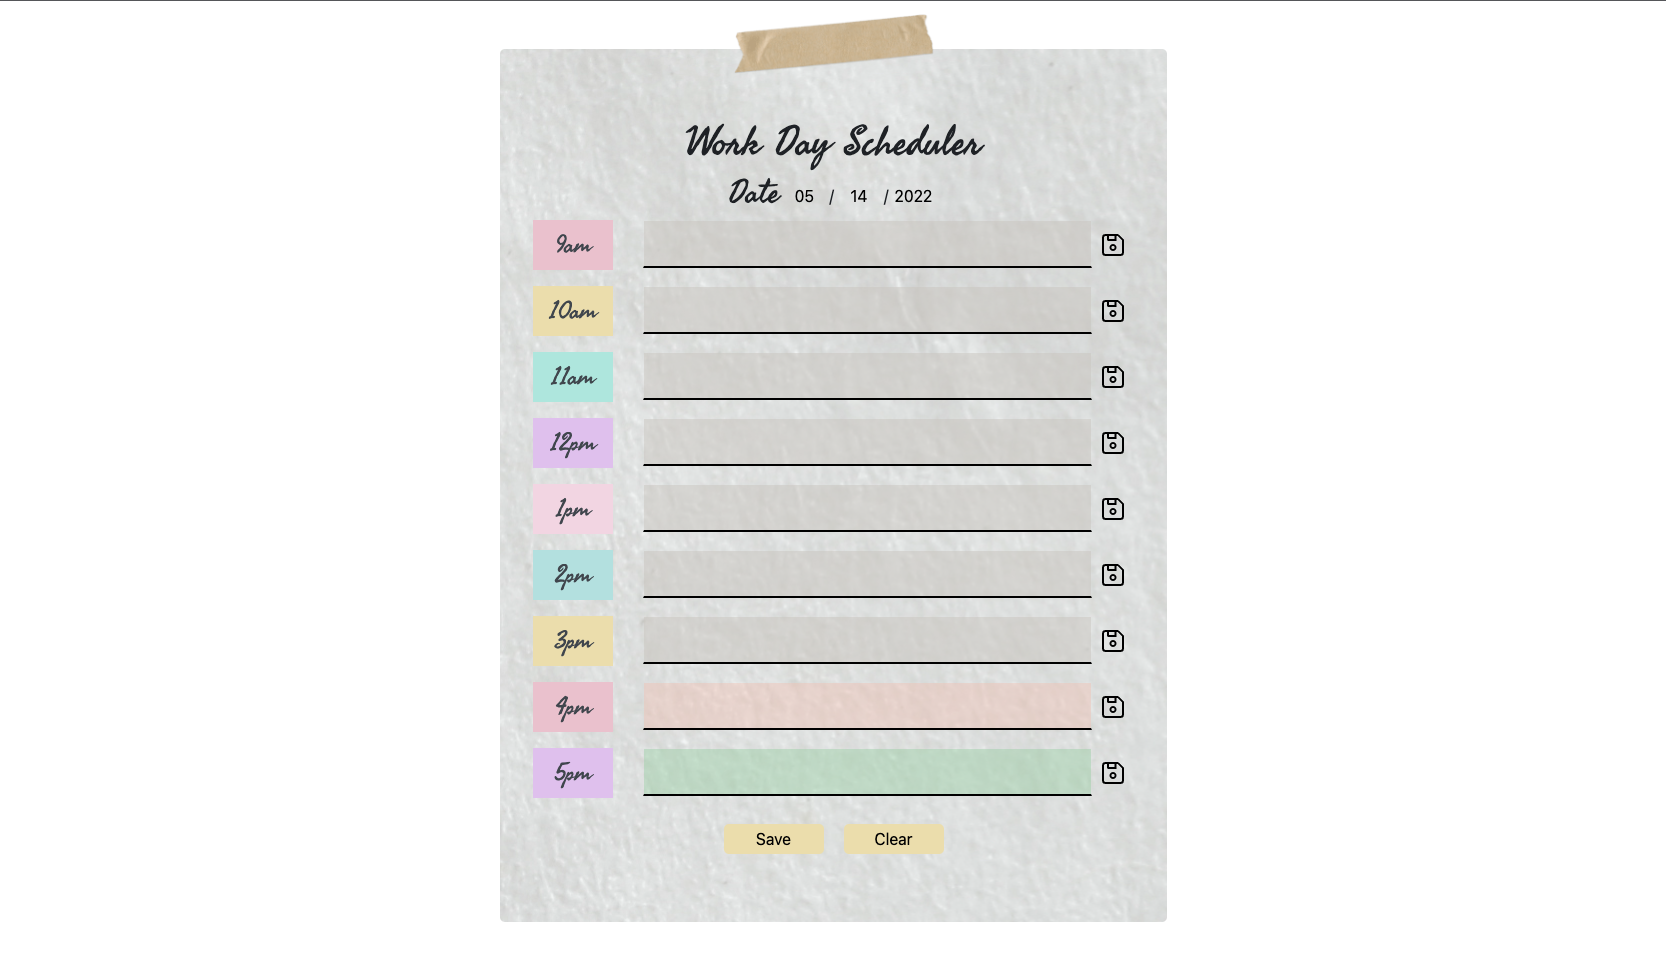 Work Day Scheduler
Date 05 / 14 / 2022
9am
10am
11am
12pm
1pm
2pm
3pm
4pm
5pm
Save Clear